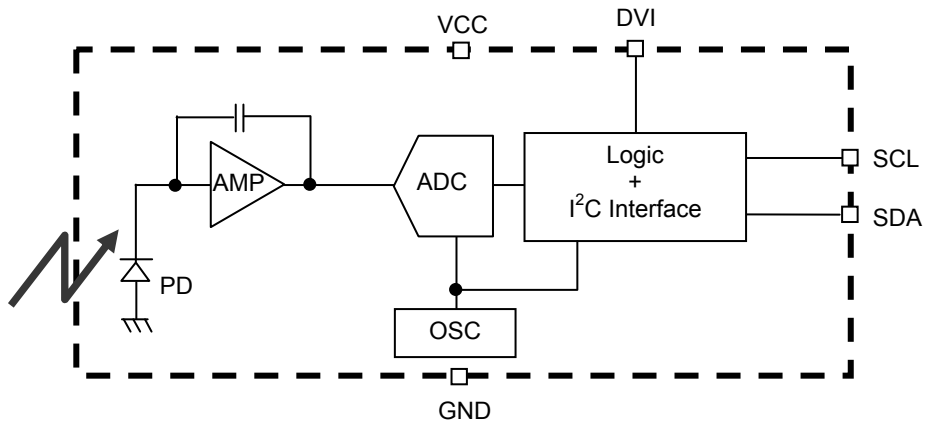 VCC
DVI
AMP
ADC
Logic
+
I²C Interface
SCL
SDA
PD
OSC
GND